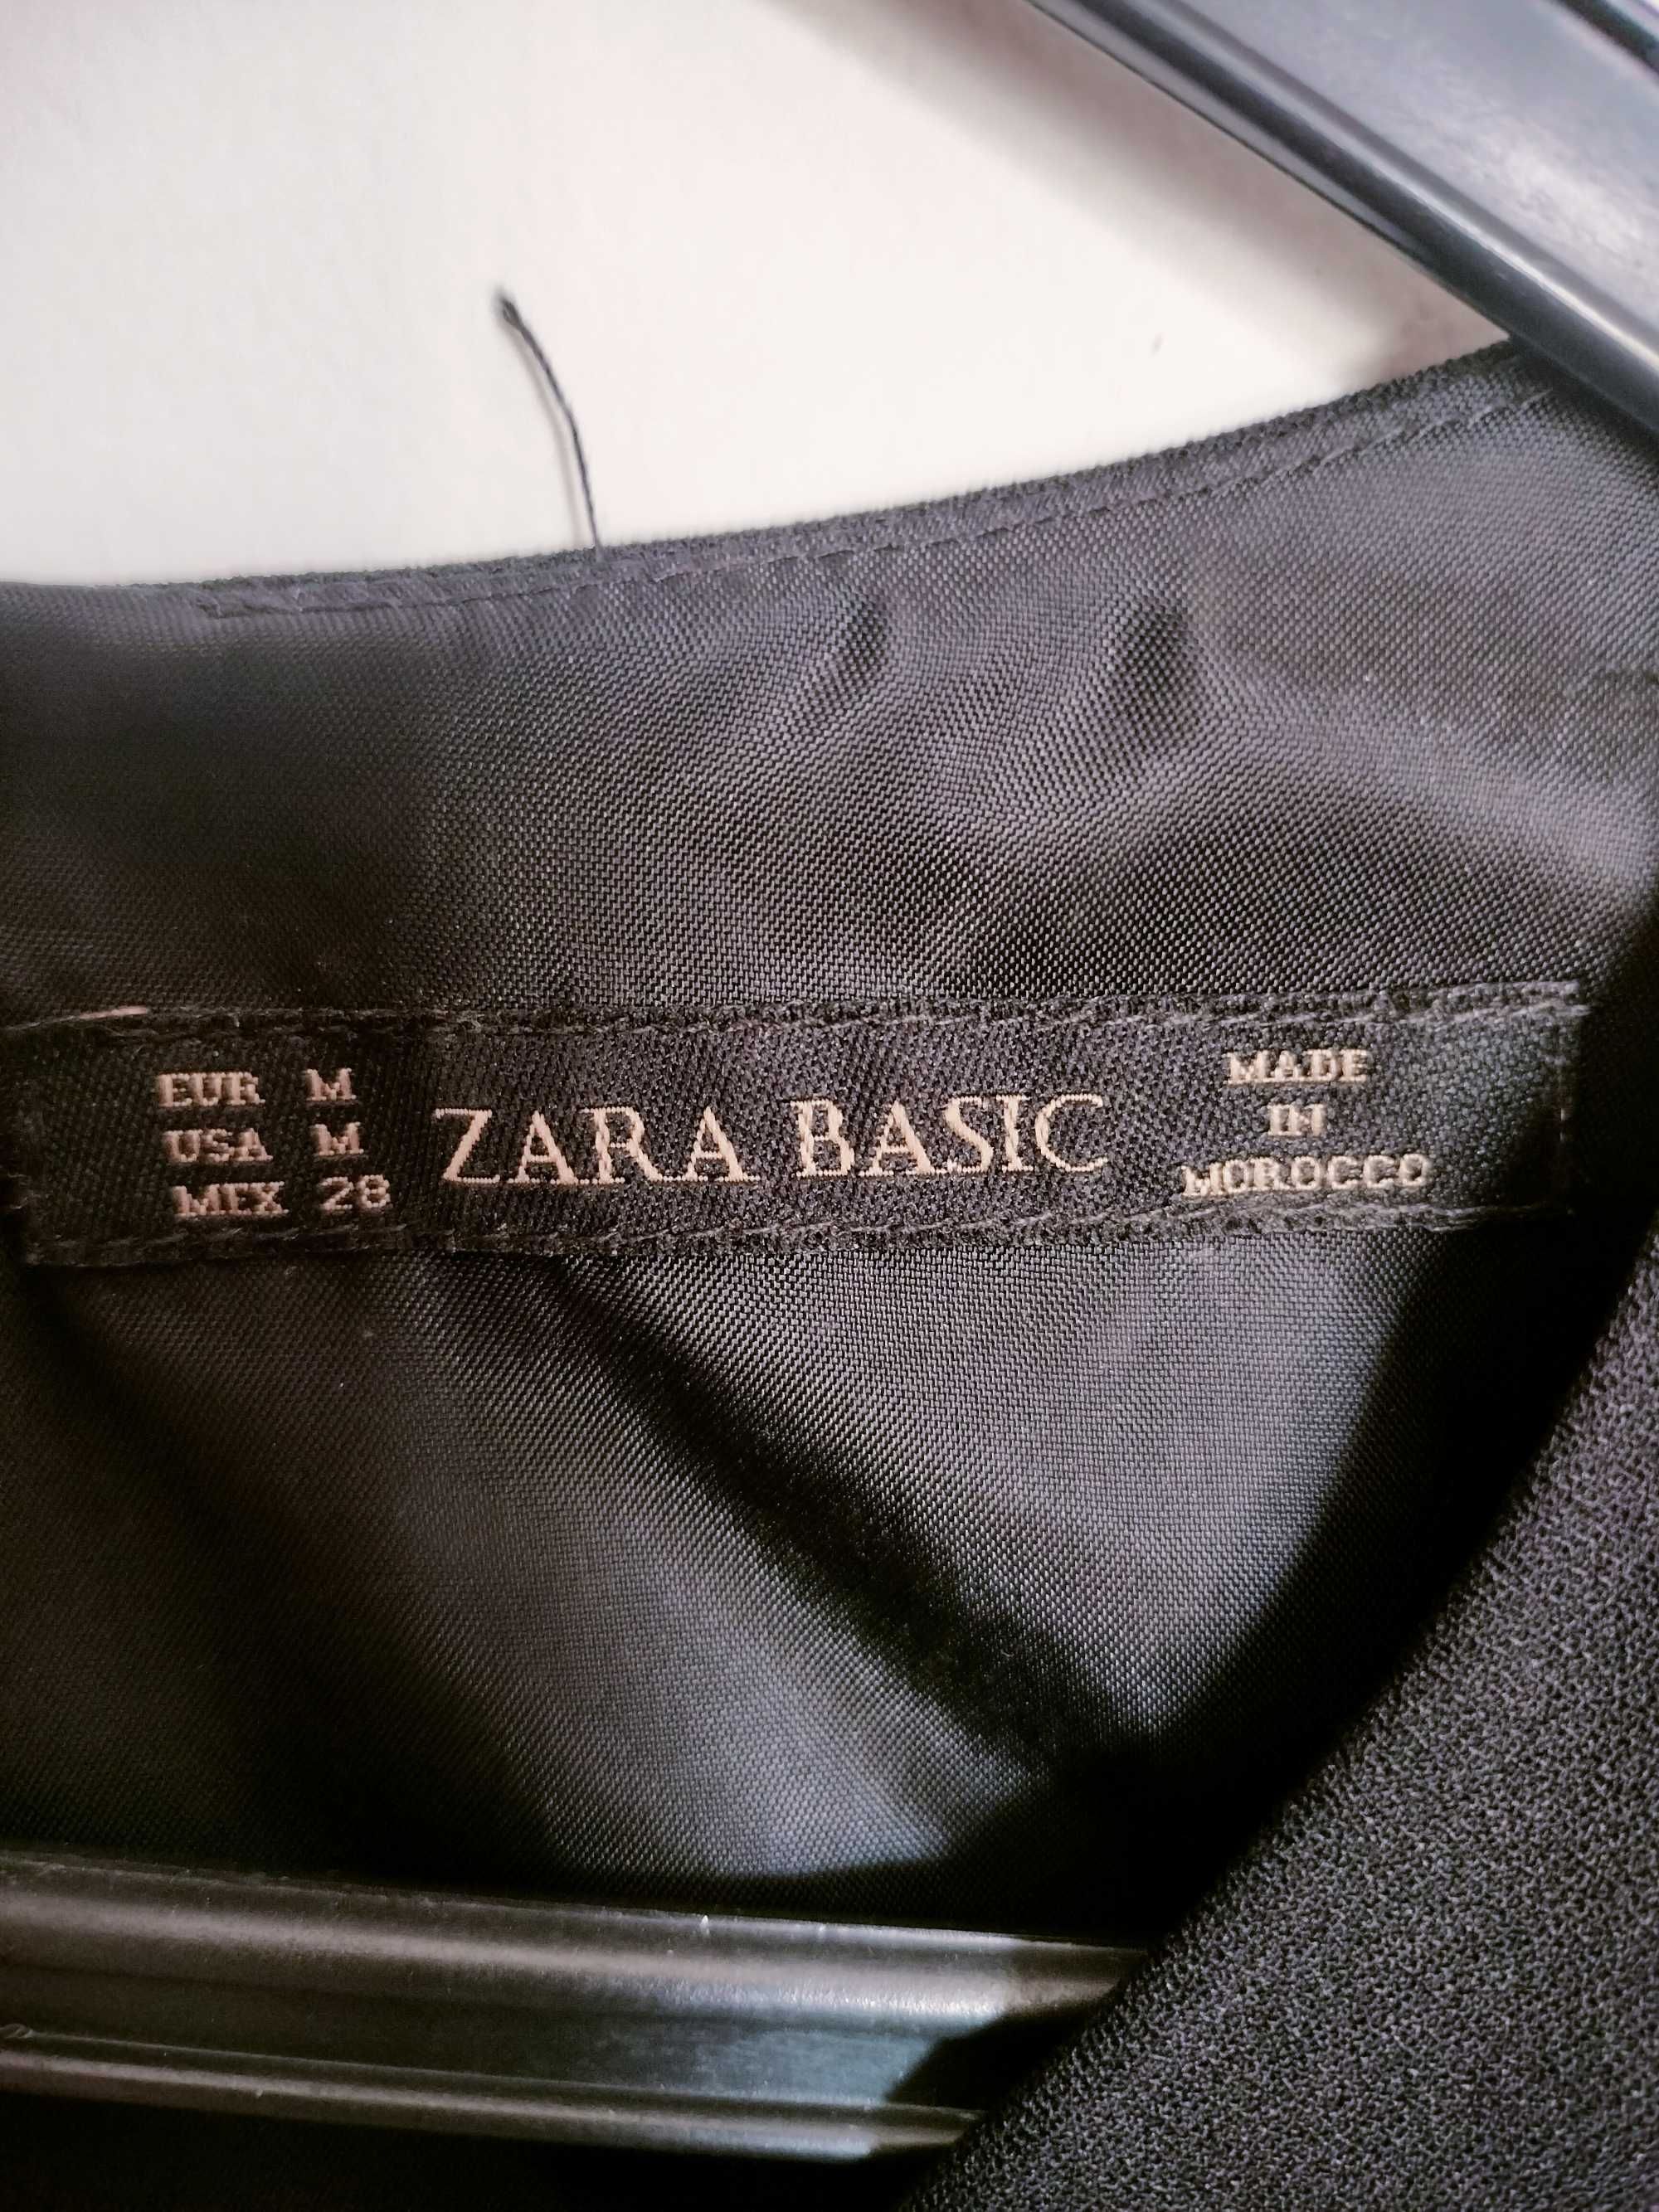 EUR M
USA M
MEX 28
ZARA BASIC
MADE
IN
MOROCCO